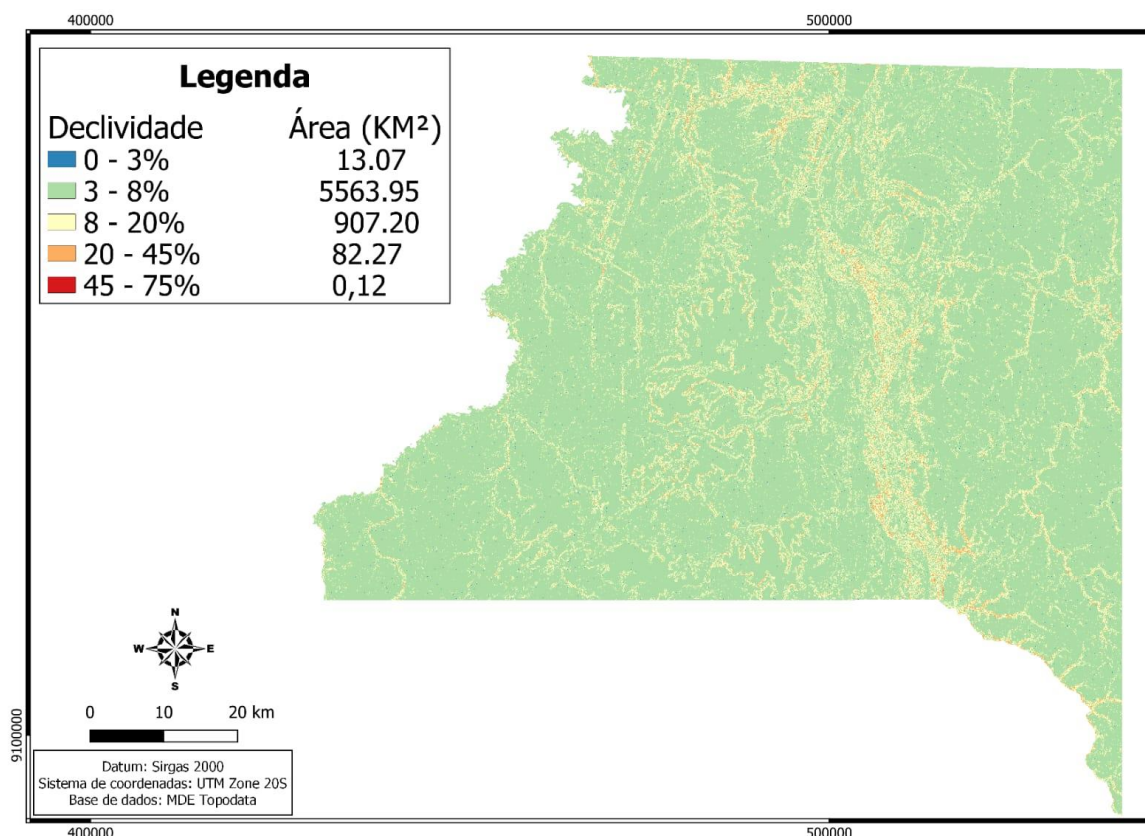 400000 500000
Legenda
Declividade Área (KM²)
0 - 3% 13.07
3 - 8% 5563.95
8 - 20% 907.20
20 - 45% 82.27
45 - 75% 0,12
N
W E
S
0 10 20 km
9100000
Datum: Sirgas 2000
Sistema de coordenadas: UTM Zone 20S
Base de dados: MDE Topodata
400000 500000